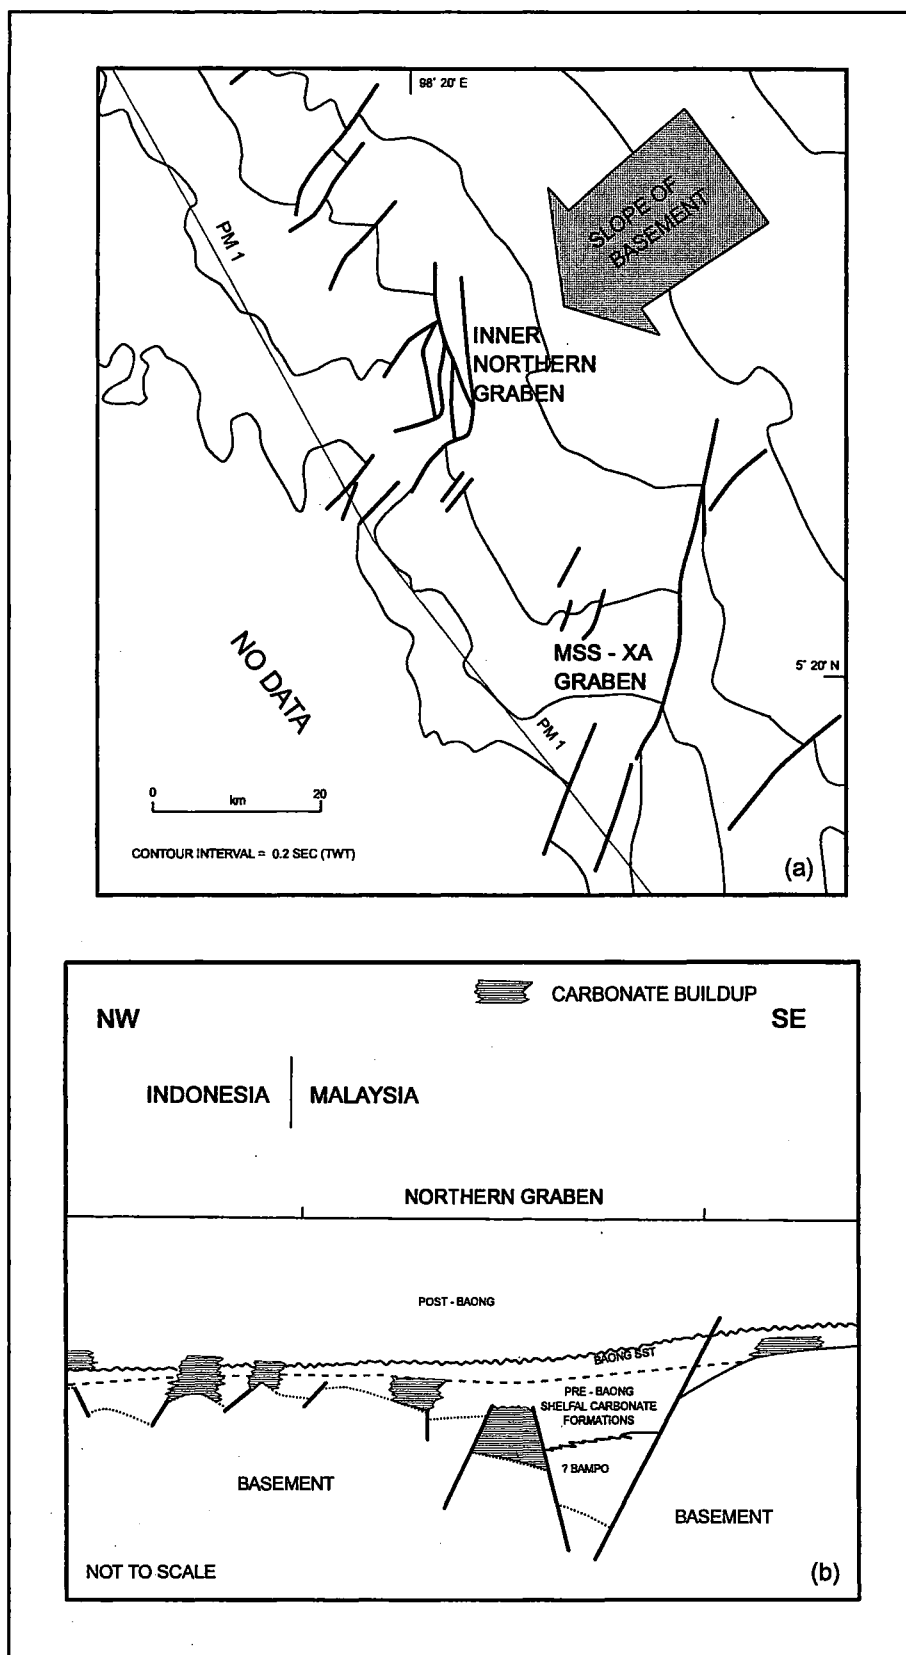 98° 20' E
SLOPE OF
BASEMENT
PM 1
INNER
NORTHERN
GRABEN
MSS - XA
GRABEN
5° 20' N
NO DATA
PM 1
0 20
km
CONTOUR INTERVAL = 0.2 SEC (TWT)
(a)
CARBONATE BUILDUP
NW SE
INDONESIA MALAYSIA
NORTHERN GRABEN
POST - BAONG
BAONG SST
PRE - BAONG
SHELFAL CARBONATE
FORMATIONS
? BAMPO
BASEMENT
BASEMENT
NOT TO SCALE
(b)